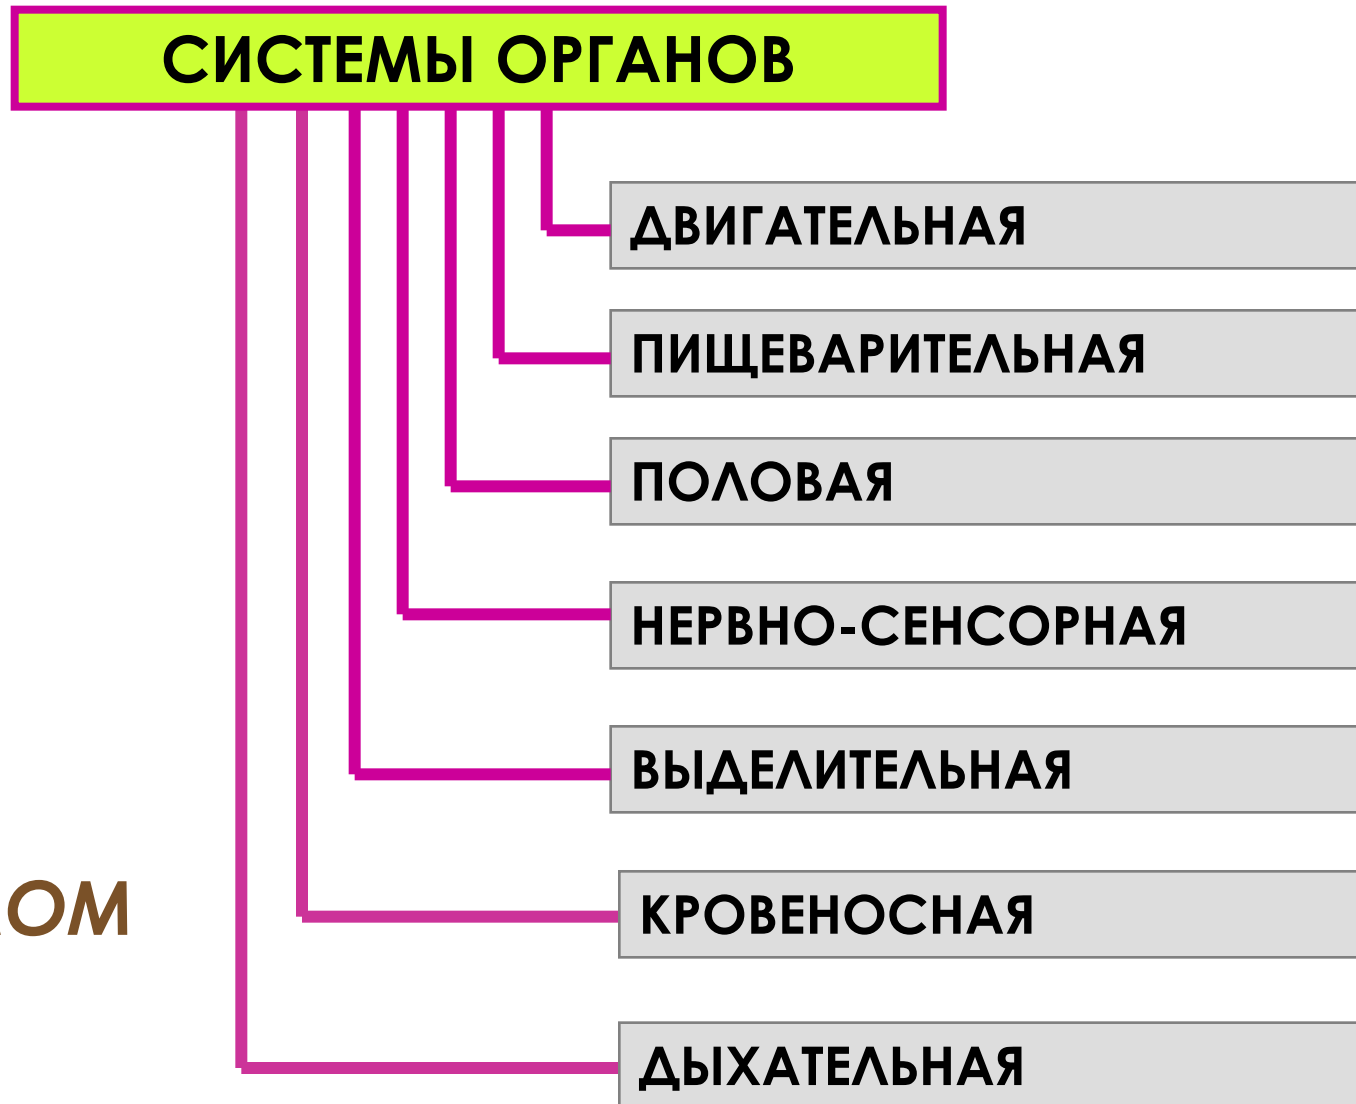 СИСТЕМЫ ОРГАНОВ
ДВИГАТЕЛЬНАЯ
ПИЩЕВАРИТЕЛЬНАЯ
ПОЛОВАЯ
НЕРВНО-СЕНСОРНАЯ
ВЫДЕЛИТЕЛЬНАЯ
КРОВЕНОСНАЯ
ДЫХАТЕЛЬНАЯ